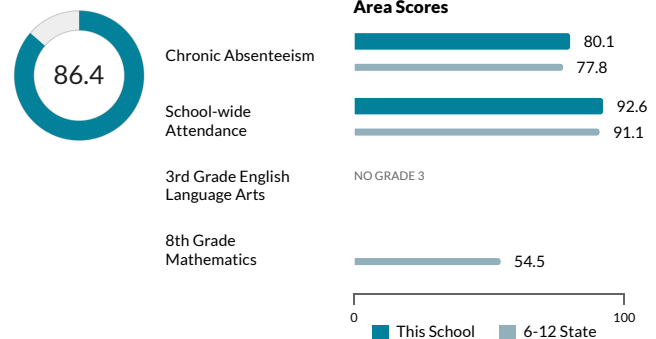 Area Scores
86.4
Chronic Absenteeism
80.1
77.8
School-wide
Attendance
92.6
91.1
3rd Grade English
Language Arts
NO GRADE 3
8th Grade
Mathematics
54.5
0
100
This School
6-12 State